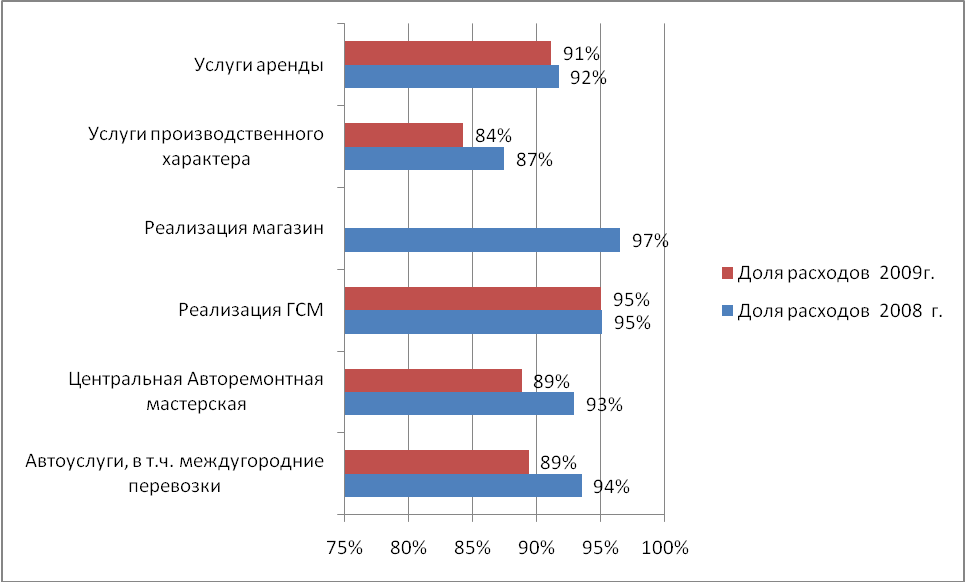 Услуги аренды
91%
92%
Услуги производственного
характера
84%
87%
Реализация магазин
97%
Реализация ГСМ
95%
95%
Центральная Авторемонтная
мастерская
89%
93%
Автоуслуги, в т.ч. междугородние
перевозки
89%
94%
75% 80% 85% 90% 95% 100%
Доля расходов 2009г.
Доля расходов 2008 г.